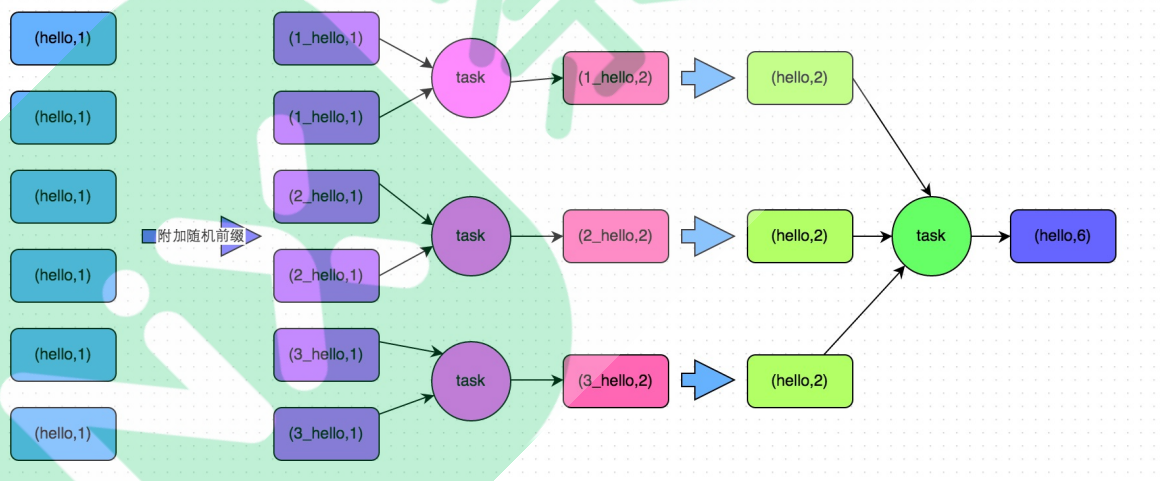 (hello,1)
(hello,1)
(hello,1)
(hello,1)
(hello,1)
(hello,1)
附加随机前缀
(1_hello,1)
(1_hello,1)
(2_hello,1)
(2_hello,1)
(3_hello,1)
(3_hello,1)
task
task
task
(1_hello,2)
(2_hello,2)
(3_hello,2)
(hello,2)
(hello,2)
(hello,2)
task
(hello,6)